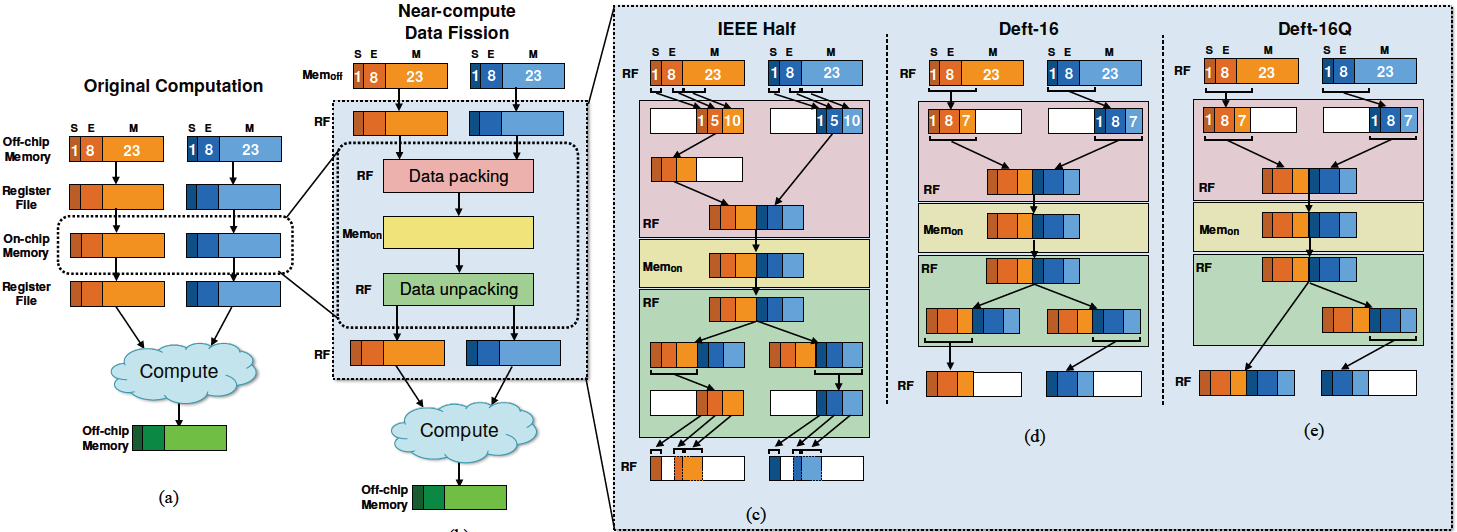 Original Computation
S E M
Off-chip Memory
1 8 23
1 8 23
S E M
Register File
On-chip Memory
Register File
Compute
Off-chip Memory
(a)
Near-compute Data Fission
S E M
S E M
Memoff
1 8 23
1 8 23
RF
RF
Data packing
Memon
RF
Data unpacking
RF
Compute
Off-chip Memory
IEEE Half
S E M
S E M
RF
1 8 23
1 8 23
1 5 10
1 5 10
RF
Memon
RF
RF
(c)
Deft-16
S E M
S E M
RF
1 8 23
1 8 23
1 8 7
1 8 7
RF
Memon
RF
RF
(d)
Deft-16Q
S E M
S E M
RF
1 8 23
1 8 23
1 8 7
1 8 7
RF
Memon
RF
RF
(e)